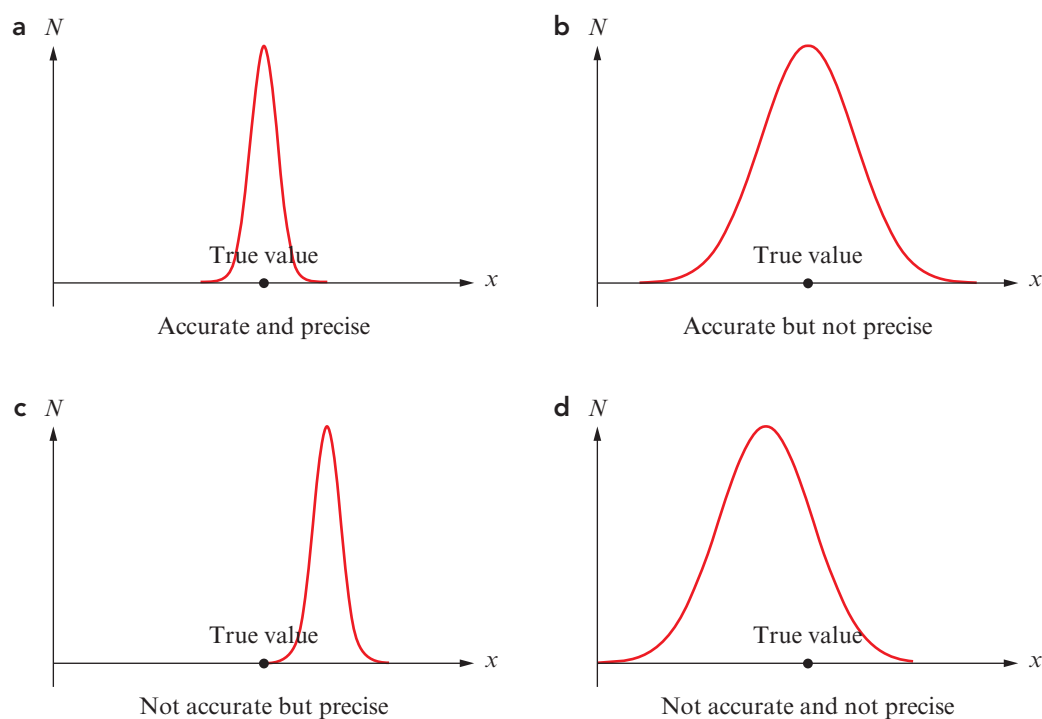 a
N
True value
x
Accurate and precise
b
N
True value
x
Accurate but not precise
c
N
True value
x
Not accurate but precise
d
N
True value
x
Not accurate and not precise